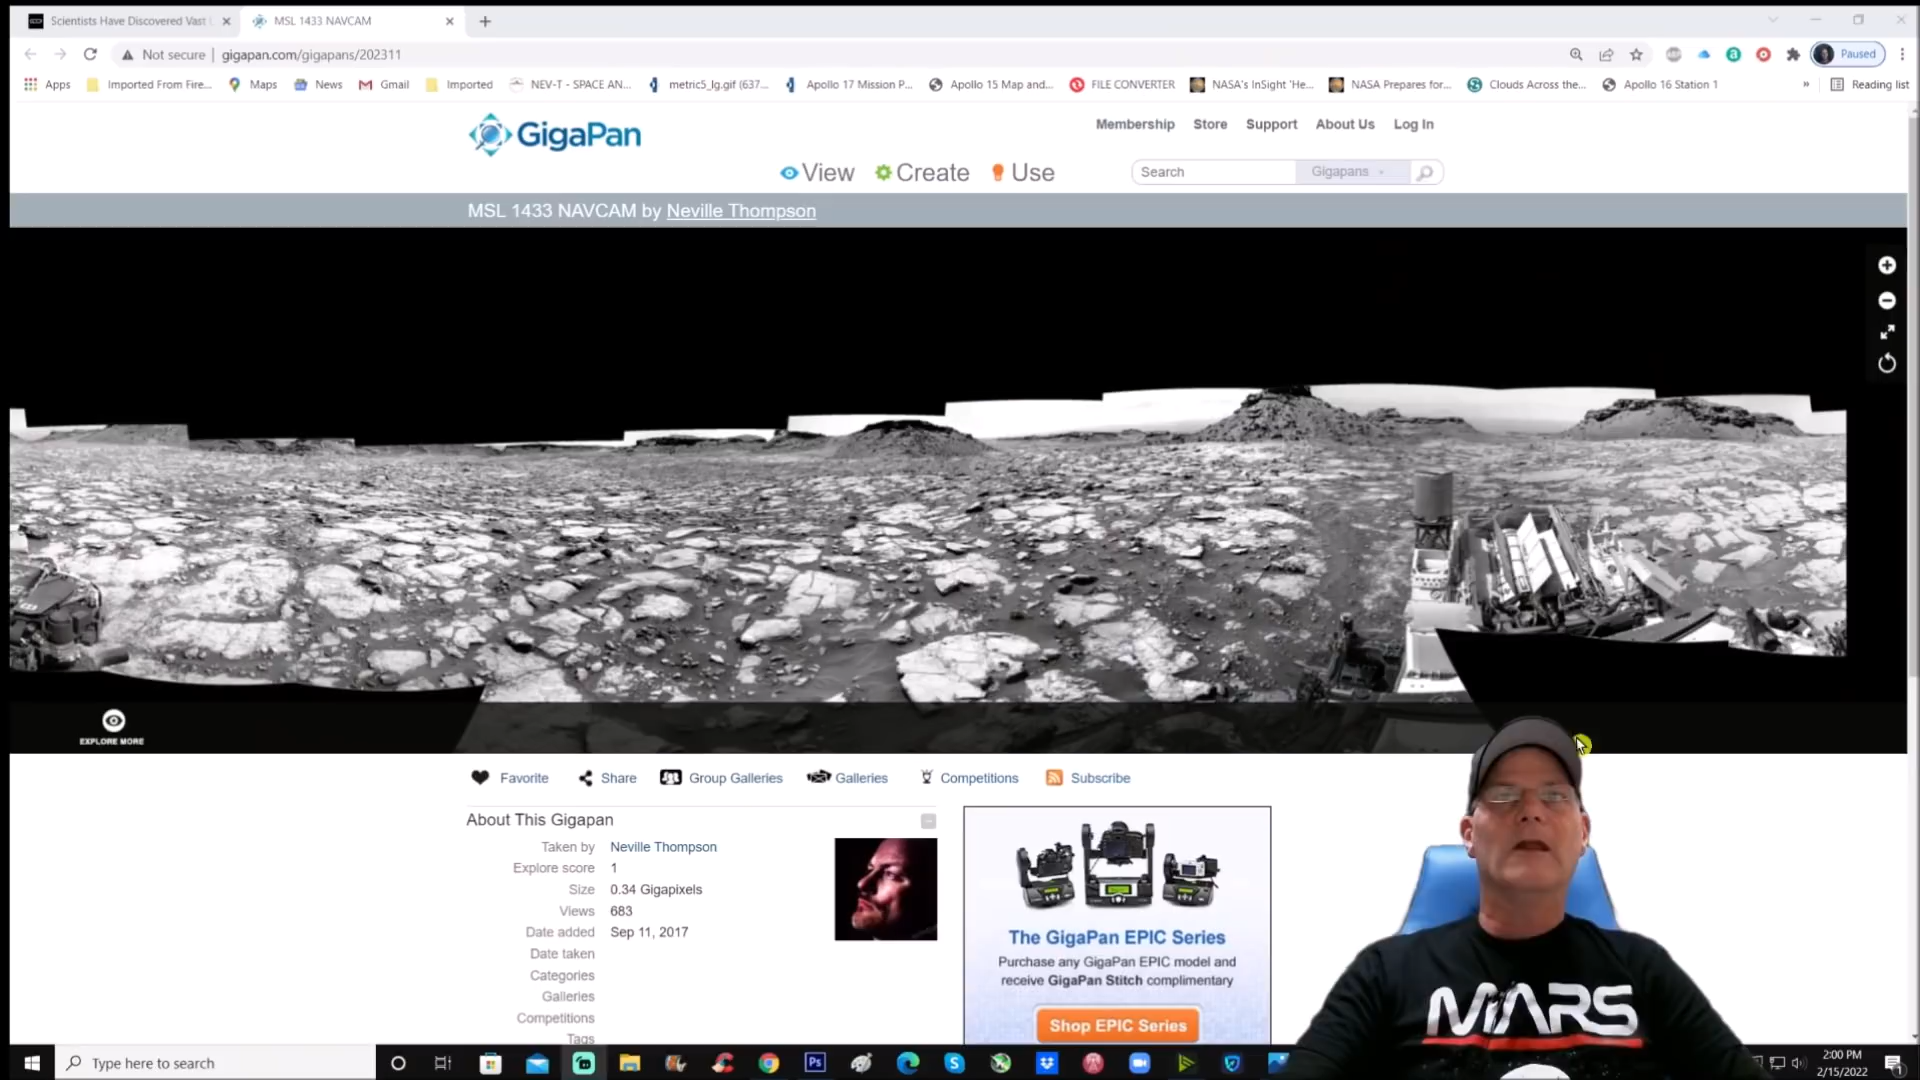 Scientists Have Discovered Vast
MSL 1433 NAVCAM
Not secure
gigapan.com/gigapans/202311
Paused
Apps
Imported From Fire...
Maps
News
Gmail
Imported
NEV-T - SPACE AN...
metric5_lg.gif (637...
Apollo 17 Mission P...
Apollo 15 Map and...
FILE CONVERTER
NASA's InSight 'He...
NASA Prepares for...
Clouds Across the...
Apollo 16 Station 1
»
Reading list
GigaPan
Membership Store Support About Us Log In
View Create Use
Search
Gigapans
MSL 1433 NAVCAM by Neville Thompson
EXPLORE MORE
Favorite Share Group Galleries Galleries Competitions Subscribe
About This Gigapan
Taken by Neville Thompson
Explore score 1
Size 0.34 Gigapixels
Views 683
Date added Sep 11, 2017
Date taken
Categories
Galleries
Competitions
Tags
The GigaPan EPIC Series
Purchase any GigaPan EPIC model and
receive GigaPan Stitch complimentary
Shop EPIC Series
MARS
Type here to search
Ps
2:00 PM
2/15/2022